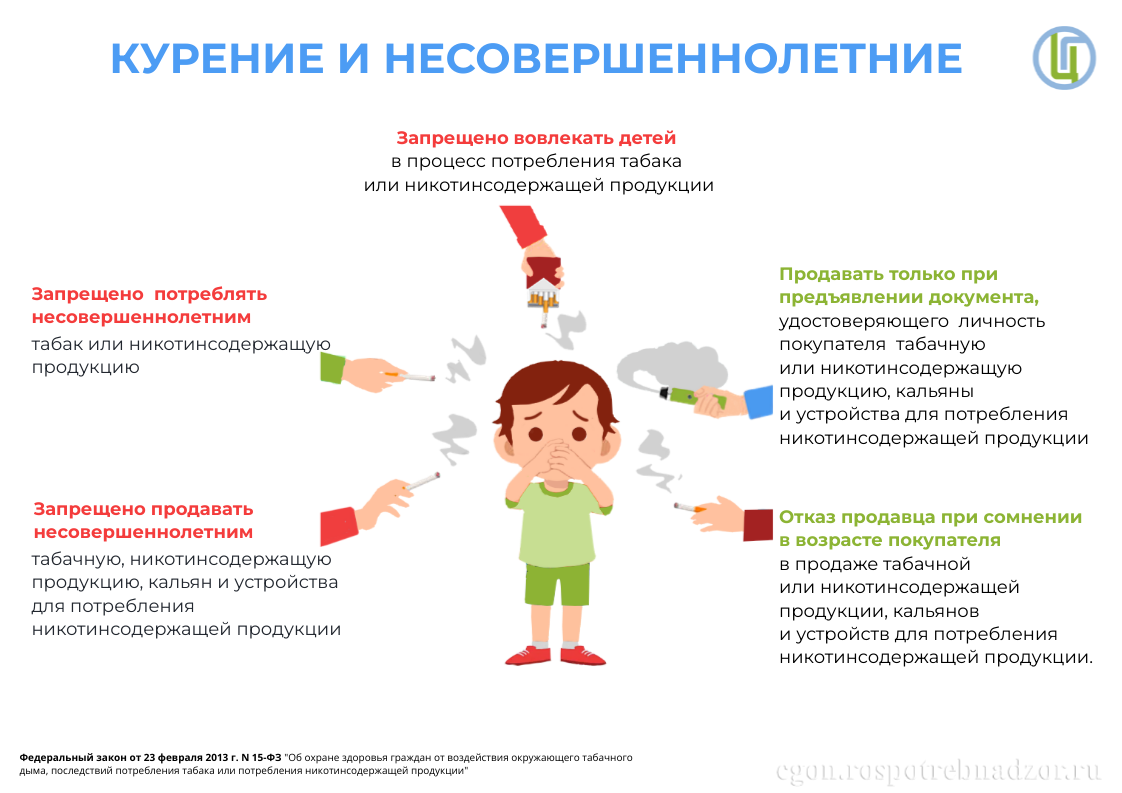 КУРЕНИЕ И НЕСОВЕРШЕННОЛЕТНИЕ
Запрещено вовлекать детей
в процесс потребления табака
или никотинсодержащей продукции
Запрещено потреблять
несовершеннолетним
табак или никотинсодержащую
продукцию
Запрещено продавать
несовершеннолетним
табачную, никотинсодержащую
продукцию, кальян и устройства
для потребления
никотинсодержащей продукции
Продавать только при
предъявлении документа,
удостоверяющего личность
покупателя табачную
или никотинсодержащую
продукцию, кальяны
и устройства для потребления
никотинсодержащей продукции
Отказ продавца при сомнении
в возрасте покупателя
в продаже табачной
или никотинсодержащей
продукции, кальянов
и устройств для потребления
никотинсодержащей продукции.
Федеральный закон от 23 февраля 2013 г. N 15-ФЗ "Об охране здоровья граждан от воздействия окружающего табачного
дыма, последствий потребления табака или потребления никотинсодержащей продукции"
cgon.rospotrebnadzor.ru